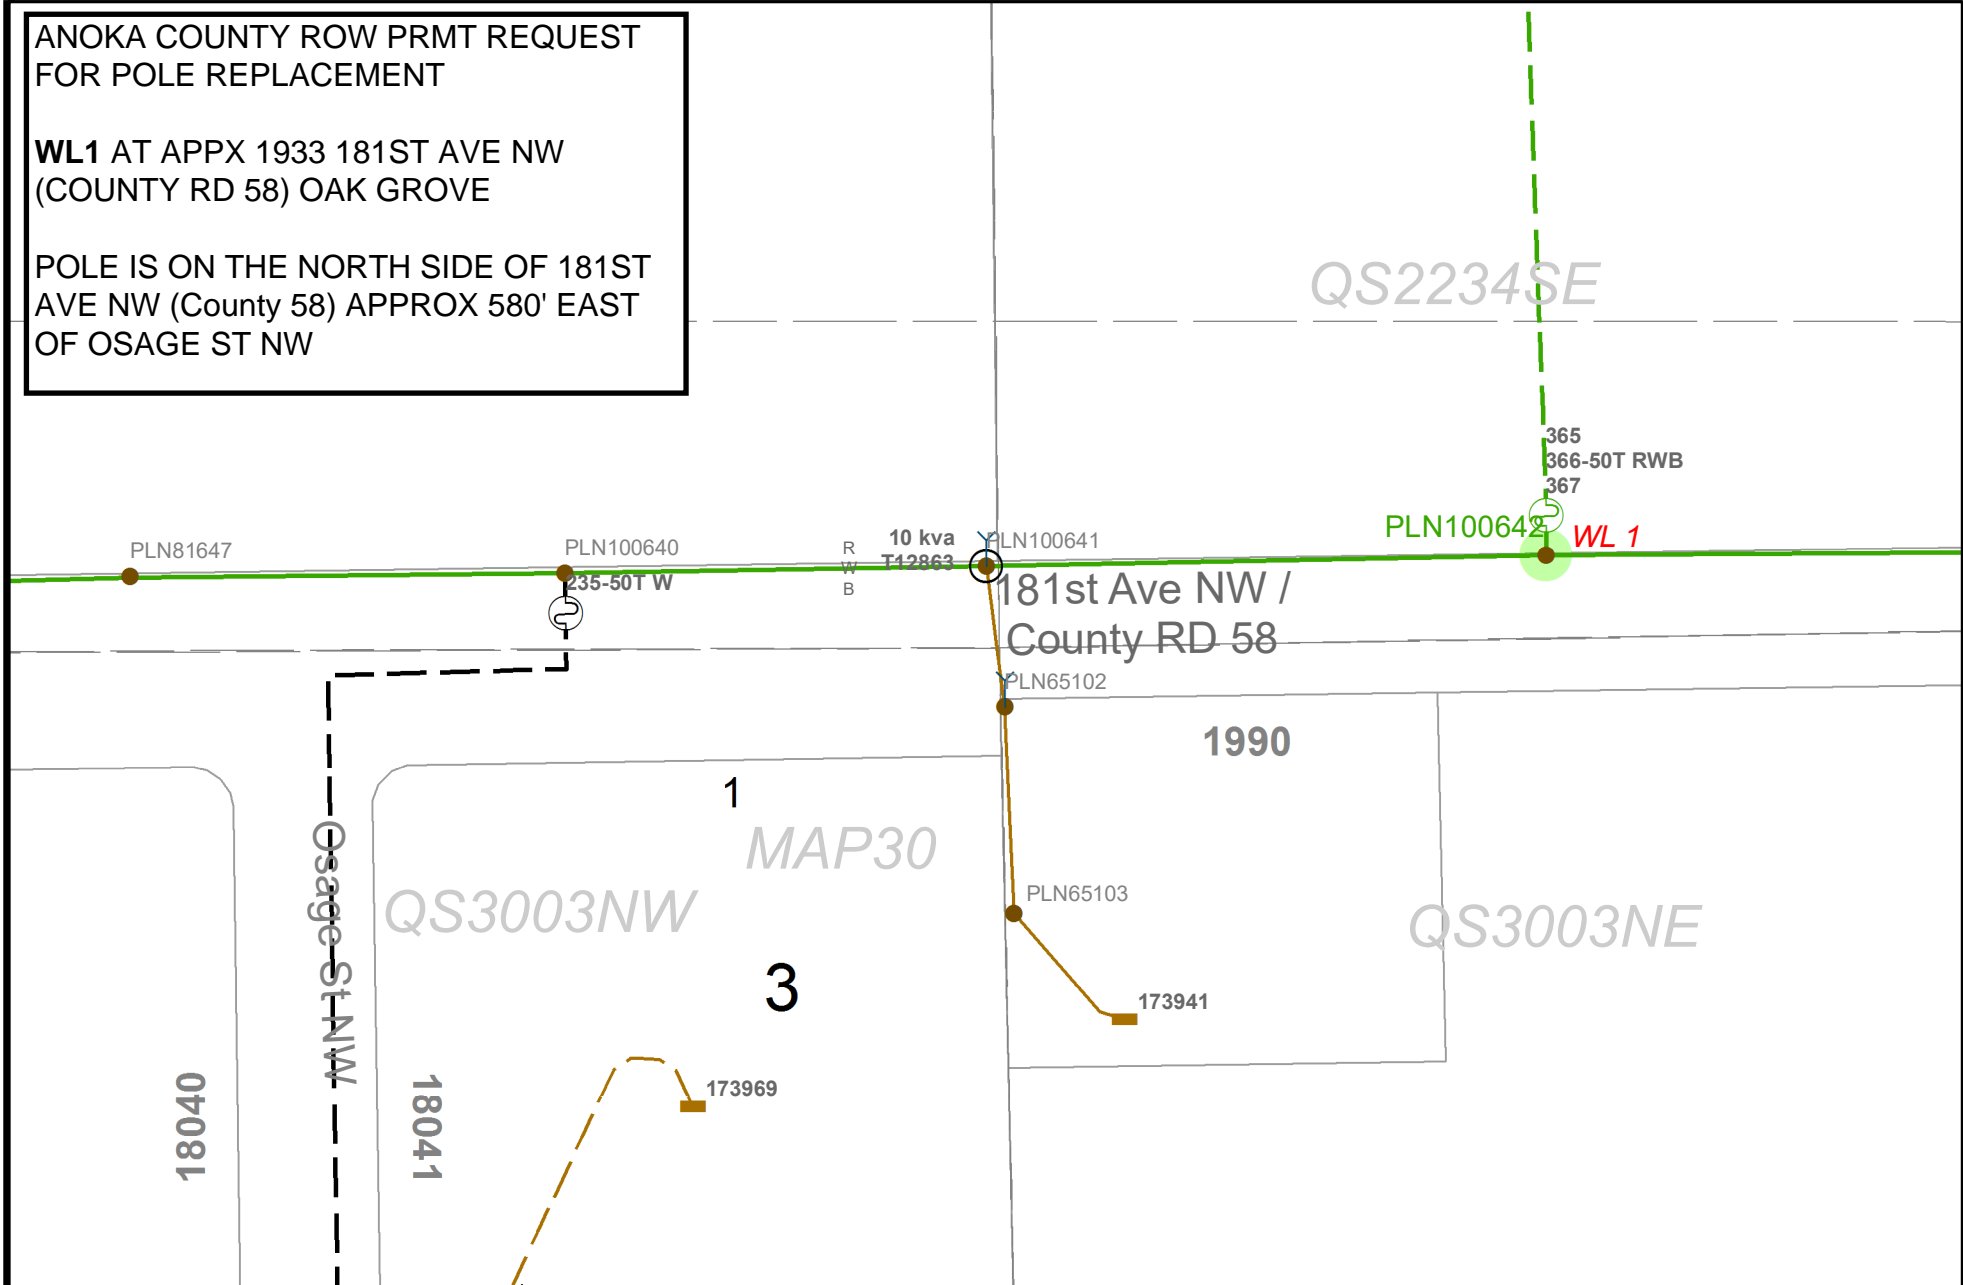 ANOKA COUNTY ROW PRMT REQUEST
FOR POLE REPLACEMENT
WL1 AT APPX 1933 181ST AVE NW
(COUNTY RD 58) OAK GROVE
POLE IS ON THE NORTH SIDE OF 181ST
AVE NW (County 58) APPROX 580' EAST
OF OSAGE ST NW
QS2234SE
365
366-50T RWB
367
PLN100642
WL 1
PLN81647
PLN100640
235-50T W
R
W
B
10 kva
T12863
PLN100641
181st Ave NW /
County RD 58
PLN65102
1990
1
MAP30
Osage St NW
QS3003NW
PLN65103
QS3003NE
3
173941
173969
18040
18041